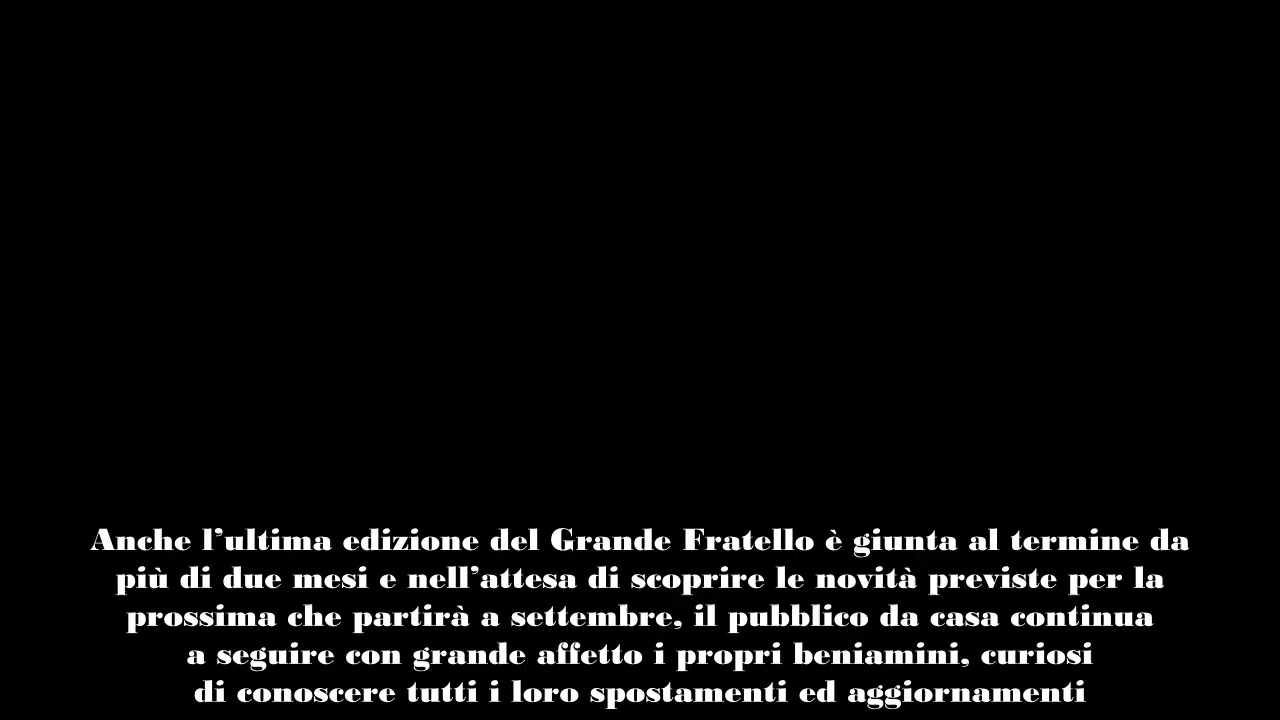 Anche l’ultima edizione del Grande Fratello è giunta al termine da
più di due mesi e nell’attesa di scoprire le novità previste per la
prossima che partirà a settembre, il pubblico da casa continua
a seguire con grande affetto i propri beniamini, curiosi
di conoscere tutti i loro spostamenti ed aggiornamenti